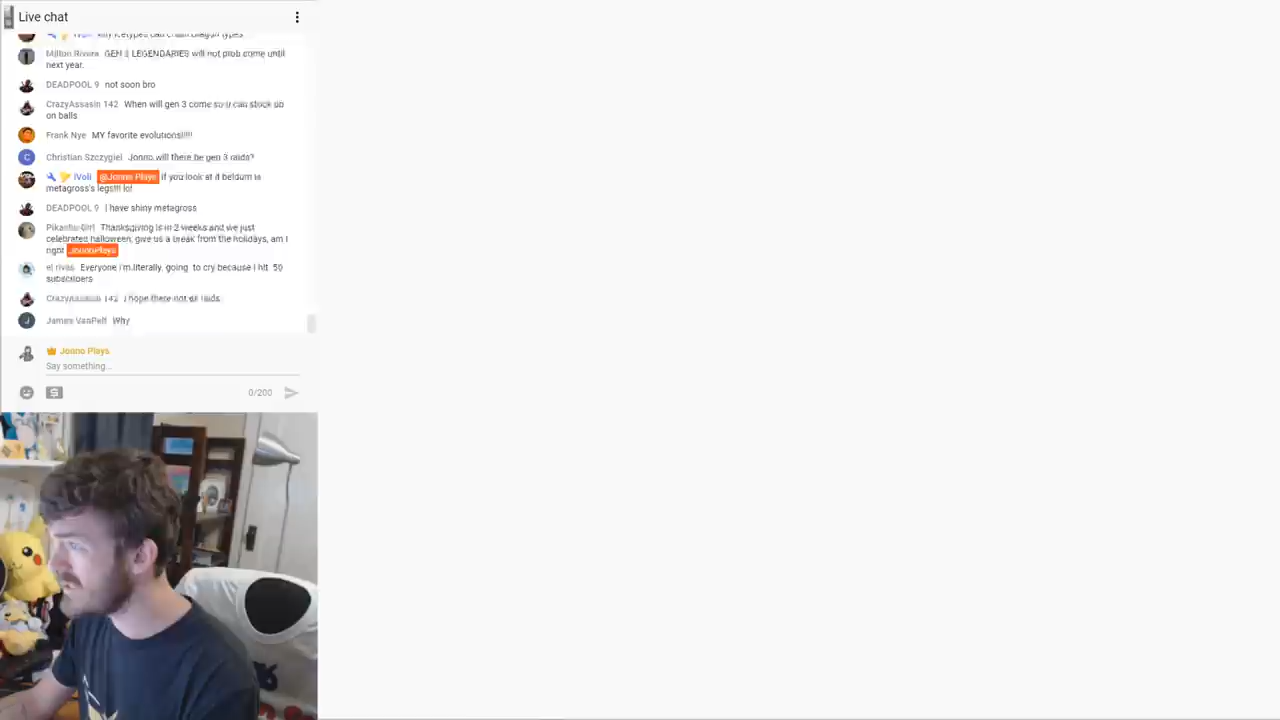 Live chat
Milton Rivera GEN LEGENDARIES will not prob come until
next year.
DEADPOOL 9 not soon bro
CrazyAssasin 142 When will gen 3 come so u can stock up
on balls
Frank Nye MY favorite evolutions!!!!!
Christian Szczygiel Jonno will there be gen 3 raids?
iVoli @Jonno Plays if you look at it beldum is
metagross's legs!!! lol
DEADPOOL 9 I have shiny metagross
Thanksgiving is in 2 weeks and we just
celebrated halloween, give us a break from the holidays, am I
right JonnoPlays
el rivas Everyone I'm literally going to cry because I hit 50
subscribers
CrazyAssasin 142 I hope there not all raids
James VanPelt Why
Jonno Plays
Say something...
0/200